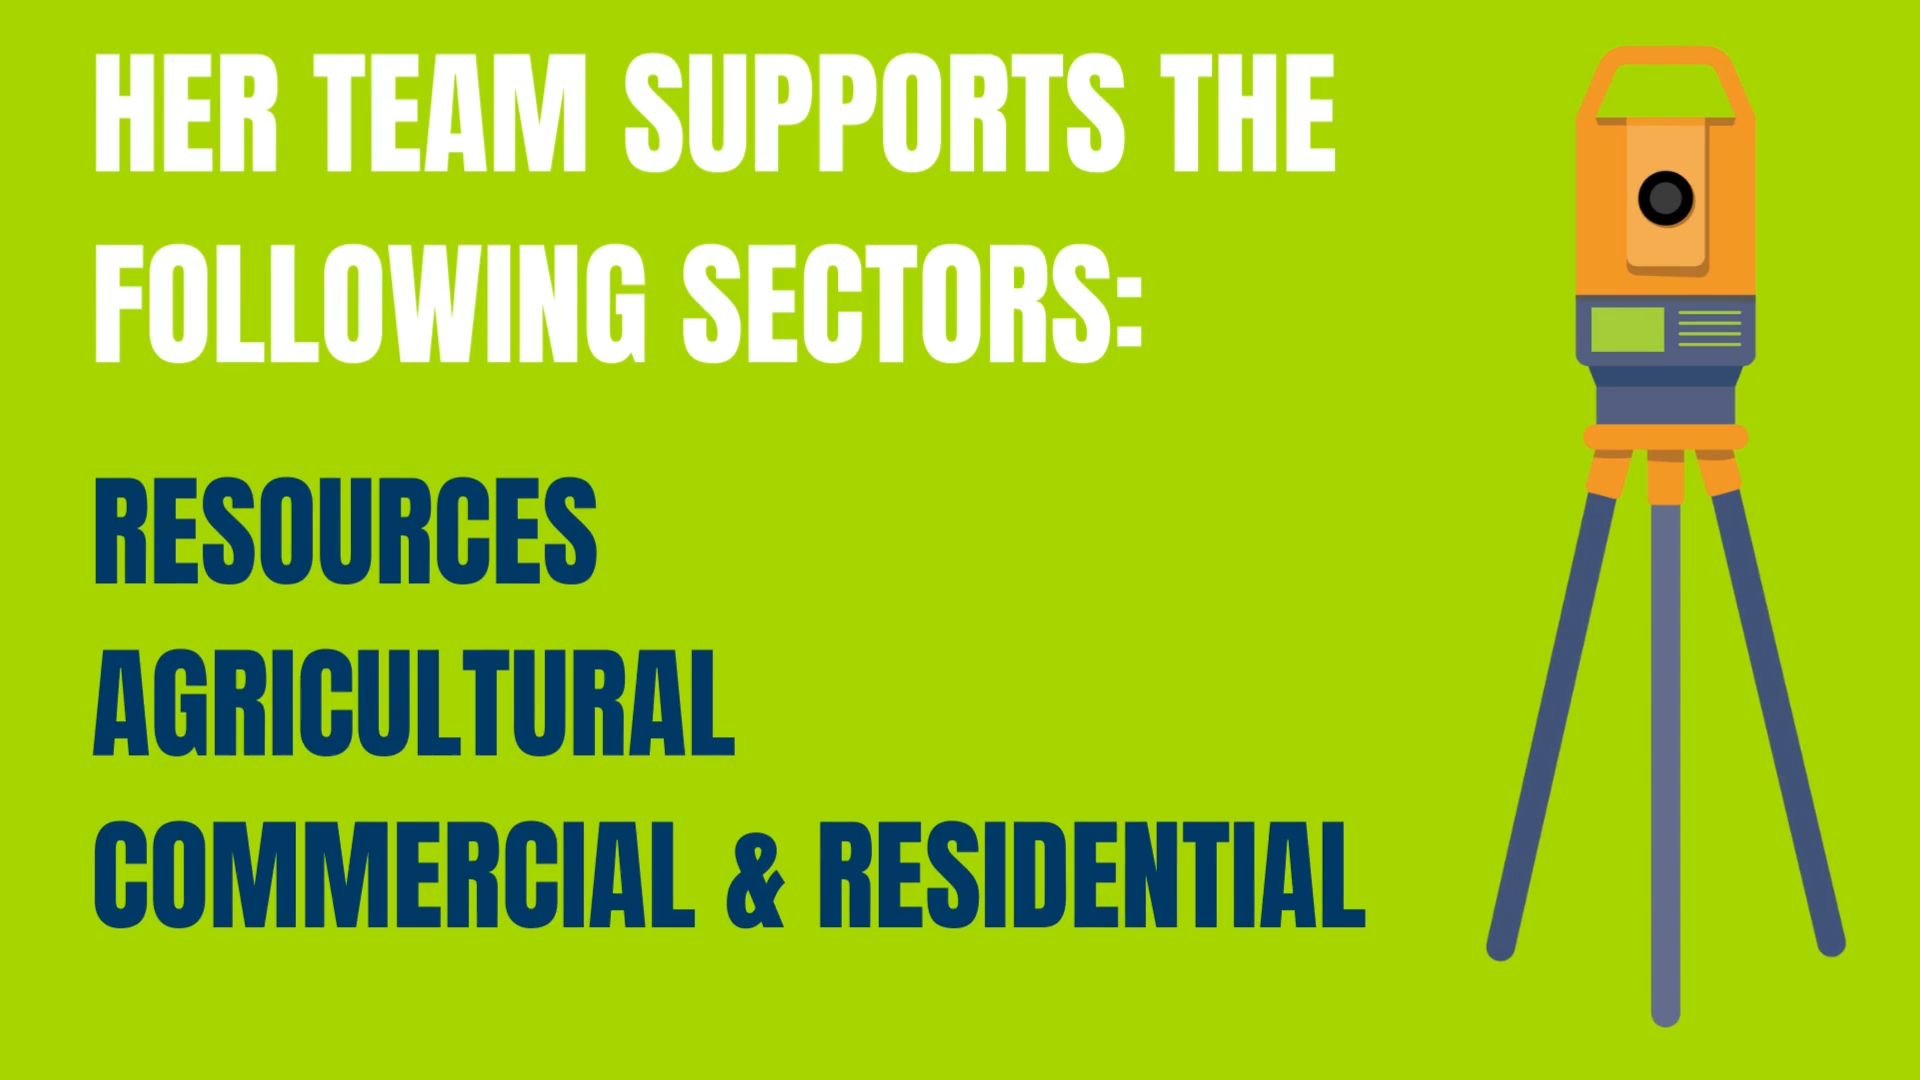 HER TEAM SUPPORTS THE
FOLLOWING SECTORS:
RESOURCES
AGRICULTURAL
COMMERCIAL & RESIDENTIAL